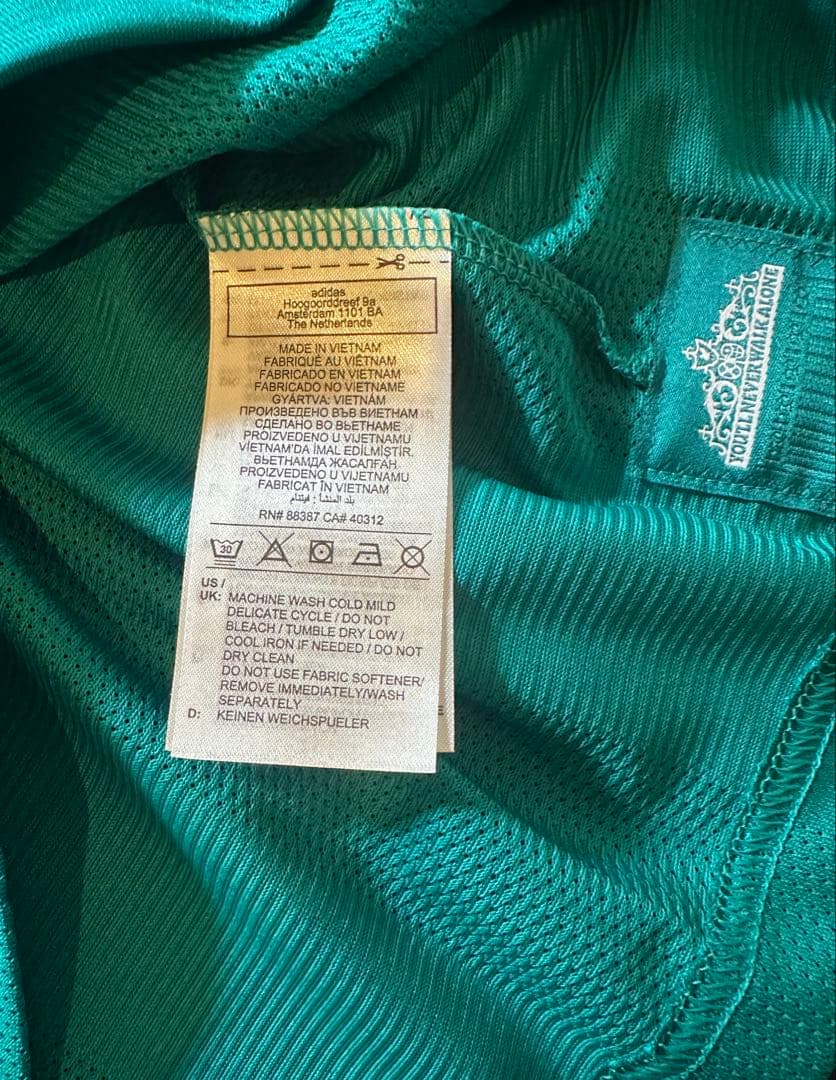 adidas
Hoogoorddreef 9a
Amsterdam 1101 BA
The Netherlands
MADE IN VIETNAM
FABRIQUÉ AU VIÊTNAM
FABRICADO EN VIETNAM
FABRICADO NO VIETNAME
GYÁRTVA: VIETNÁM
ПРОИЗВЕДЕНО ВЪВ ВИЕТНАМ
СДЕЛАНО ВО ВЬЕТНАМЕ
PROIZVEDENO U VIJETNAMU
VİETNAM'DA İMAL EDİLMİŞTİR.
ВЬЕТНАМДА ЖАСАЛҒАН
PROIZVEDENO U VIJETNAMU
FABRICAT ÎN VIETNAM
بلد المنشأ : فيتنام
RN# 88387 CA# 40312
30
US /
UK: MACHINE WASH COLD MILD
DELICATE CYCLE / DO NOT
BLEACH / TUMBLE DRY LOW /
COOL IRON IF NEEDED / DO NOT
DRY CLEAN
DO NOT USE FABRIC SOFTENER/
REMOVE IMMEDIATELY/WASH
SEPARATELY
D: KEINEN WEICHSPUELER
E
YOU'LL NEVER WALK ALONE